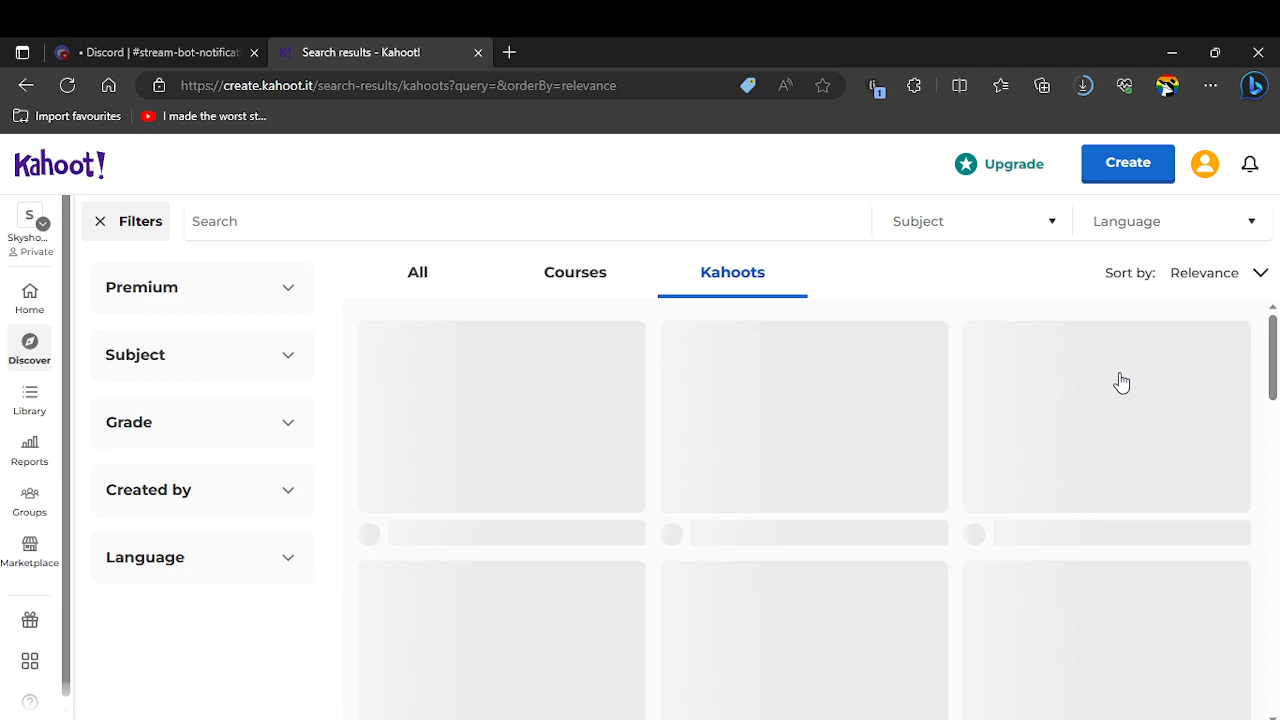 • Discord | #stream-bot-notificat
Search results - Kahoot!
https://create.kahoot.it/search-results/kahoots?query=&orderBy=relevance
1
Import favourites
I made the worst st...
Kahoot!
Upgrade
Create
S
Skysho...
Private
Filters
Search
Subject
Language
Home
Discover
Library
Reports
Groups
Marketplace
Premium
Subject
Grade
Created by
Language
All
Courses
Kahoots
Sort by: Relevance